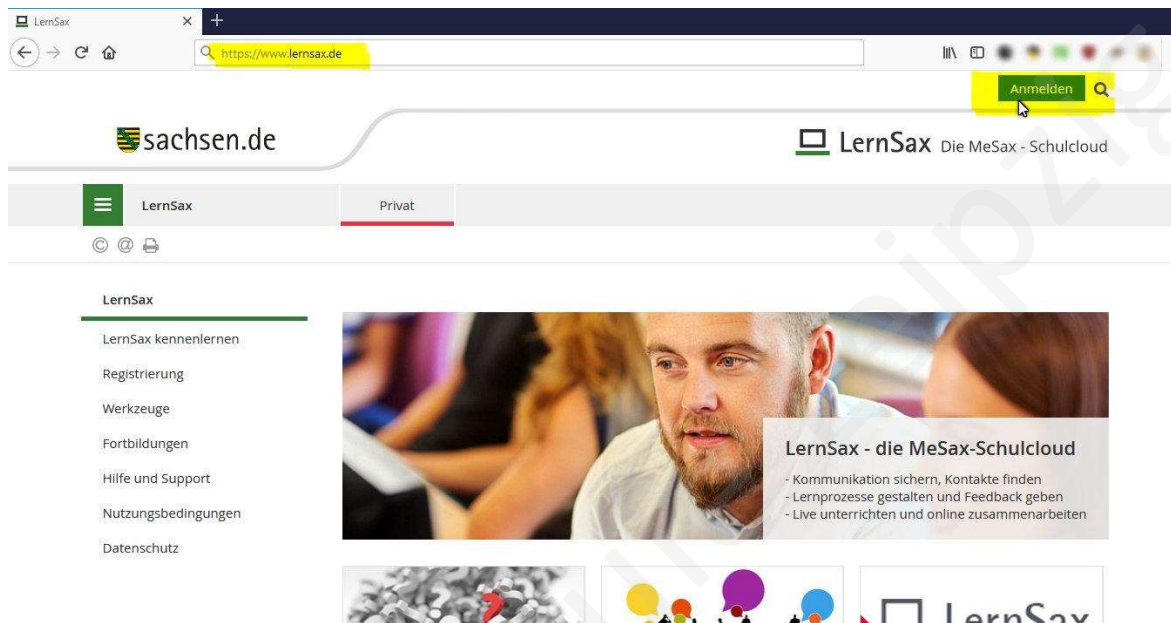 LernSax
https://www.lernsax.de
Anmelden
sachsen.de
LernSax Die MeSax - Schulcloud
LernSax
Privat
LernSax
LernSax kennenlernen
Registrierung
Werkzeuge
Fortbildungen
Hilfe und Support
Nutzungsbedingungen
Datenschutz
LernSax - die MeSax-Schulcloud
- Kommunikation sichern, Kontakte finden
- Lernprozesse gestalten und Feedback geben
- Live unterrichten und online zusammenarbeiten
LernSax